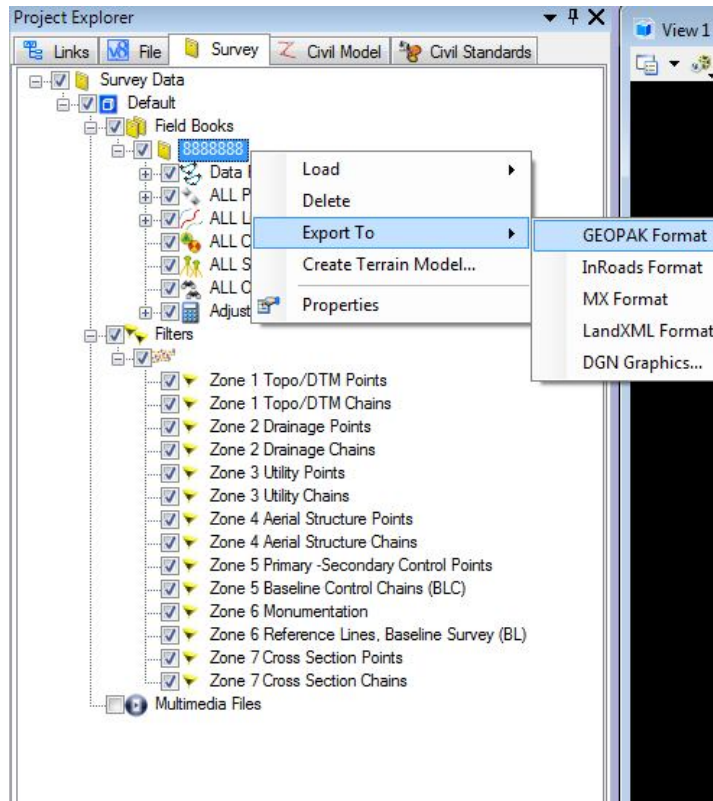 Project Explorer
View 1
Links File Survey Civil Model Civil Standards
Survey Data
Default
Field Books
8888888
Data
ALL P
ALL L
ALL C
ALL S
ALL C
Adjust
Load
Delete
Export To
Create Terrain Model...
Properties
GEOPAK Format
InRoads Format
MX Format
LandXML Format
DGN Graphics...
Filters
Zone 1 Topo/DTM Points
Zone 1 Topo/DTM Chains
Zone 2 Drainage Points
Zone 2 Drainage Chains
Zone 3 Utility Points
Zone 3 Utility Chains
Zone 4 Aerial Structure Points
Zone 4 Aerial Structure Chains
Zone 5 Primary -Secondary Control Points
Zone 5 Baseline Control Chains (BLC)
Zone 6 Monumentation
Zone 6 Reference Lines, Baseline Survey (BL)
Zone 7 Cross Section Points
Zone 7 Cross Section Chains
Multimedia Files